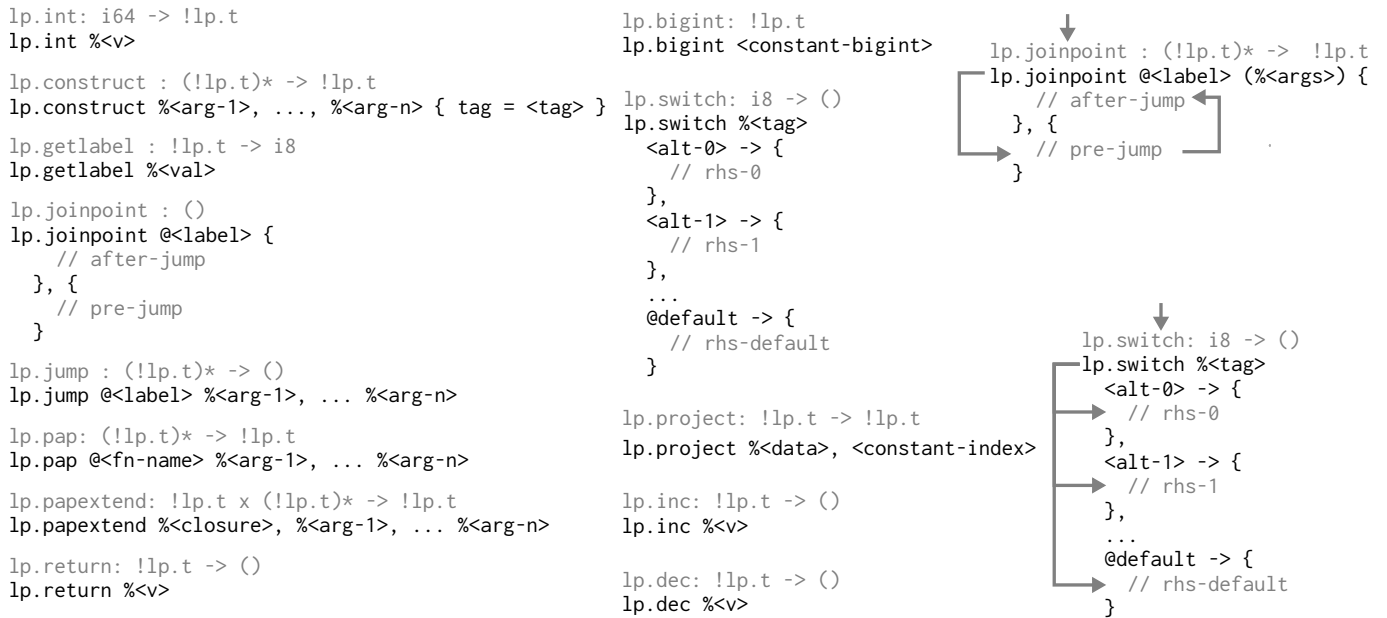 lp.int: i64 -> !lp.t
lp.int %<v>
lp.construct : (!lp.t)* -> !lp.t
lp.construct %<arg-1>, ..., %<arg-n> { tag = <tag> }
lp.getlabel : !lp.t -> i8
lp.getlabel %<val>
lp.joinpoint : ()
lp.joinpoint @<label> {
    // after-jump
  }, {
    // pre-jump
  }
lp.jump : (!lp.t)* -> ()
lp.jump @<label> %<arg-1>, ... %<arg-n>
lp.pap: (!lp.t)* -> !lp.t
lp.pap @<fn-name> %<arg-1>, ... %<arg-n>
lp.papextend: !lp.t x (!lp.t)* -> !lp.t
lp.papextend %<closure>, %<arg-1>, ... %<arg-n>
lp.return: !lp.t -> ()
lp.return %<v>
lp.bigint: !lp.t
lp.bigint <constant-bigint>
lp.switch: i8 -> ()
lp.switch %<tag>
  <alt-0> -> {
    // rhs-0
  },
  <alt-1> -> {
    // rhs-1
  },
  ...
  @default -> {
    // rhs-default
  }
lp.project: !lp.t -> !lp.t
lp.project %<data>, <constant-index>
lp.inc: !lp.t -> ()
lp.inc %<v>
lp.dec: !lp.t -> ()
lp.dec %<v>
lp.joinpoint : (!lp.t)* ->  !lp.t
lp.joinpoint @<label> (%<args>) {
    // after-jump
  }, {
    // pre-jump
  }
lp.switch: i8 -> ()
lp.switch %<tag>
  <alt-0> -> {
    // rhs-0
  },
  <alt-1> -> {
    // rhs-1
  },
  ...
  @default -> {
    // rhs-default
  }